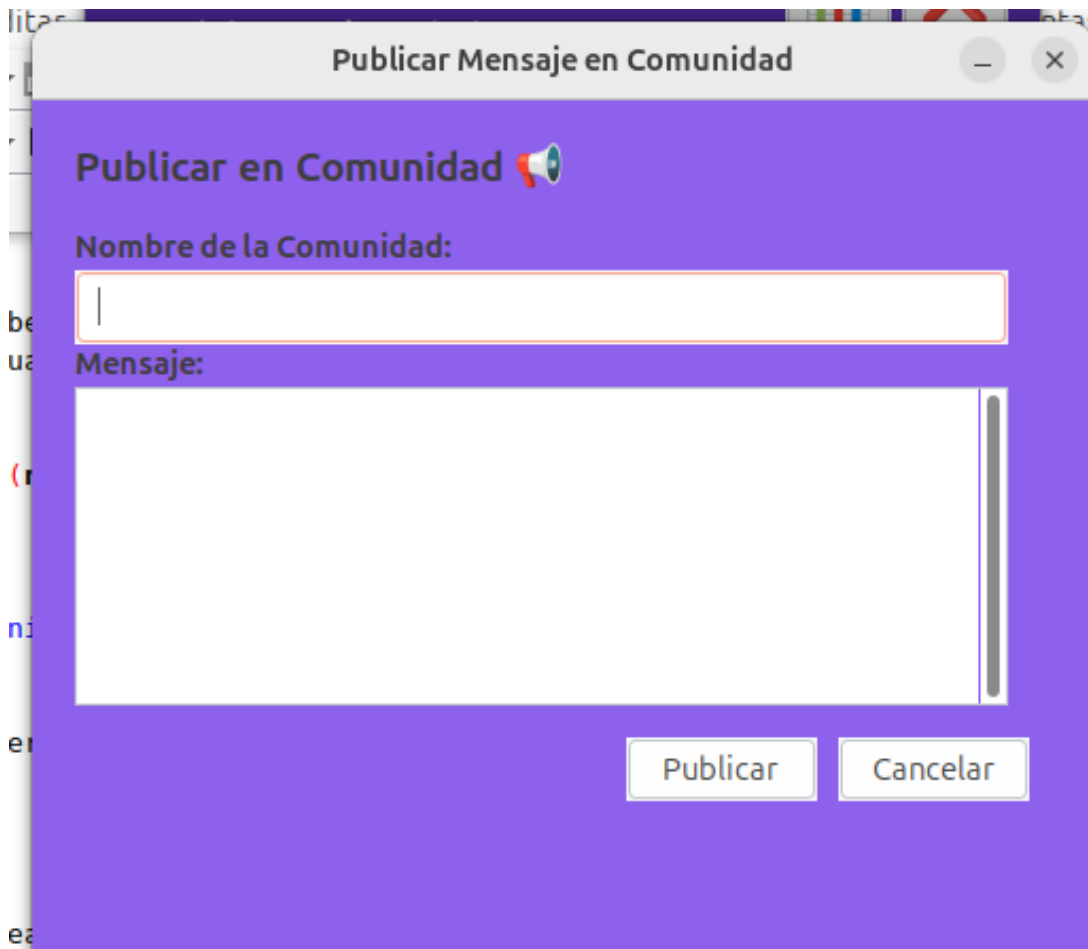 Publicar Mensaje en Comunidad
Publicar en Comunidad
Nombre de la Comunidad:
Mensaje:
Publicar
Cancelar